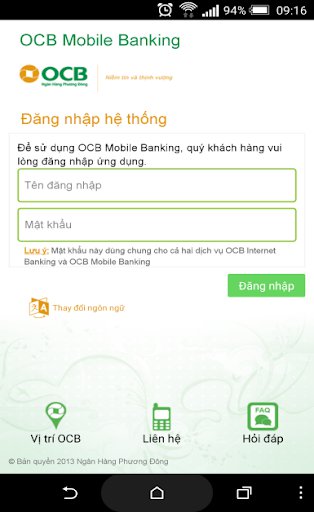 94% 09:16
OCB Mobile Banking
OCB
Ngân Hàng Phương Đông
Niềm tin và thịnh vượng
Đăng nhập hệ thống
Để sử dụng OCB Mobile Banking, quý khách hàng vui
lòng đăng nhập ứng dụng.
Tên đăng nhập
Mật khẩu
Lưu ý: Mật khẩu này dùng chung cho cả hai dịch vụ OCB Internet
Banking và OCB Mobile Banking
Đăng nhập
Thay đổi ngôn ngữ
FAQ
Vị trí OCB Liên hệ Hỏi đáp
© Bản quyền 2013 Ngân Hàng Phương Đông